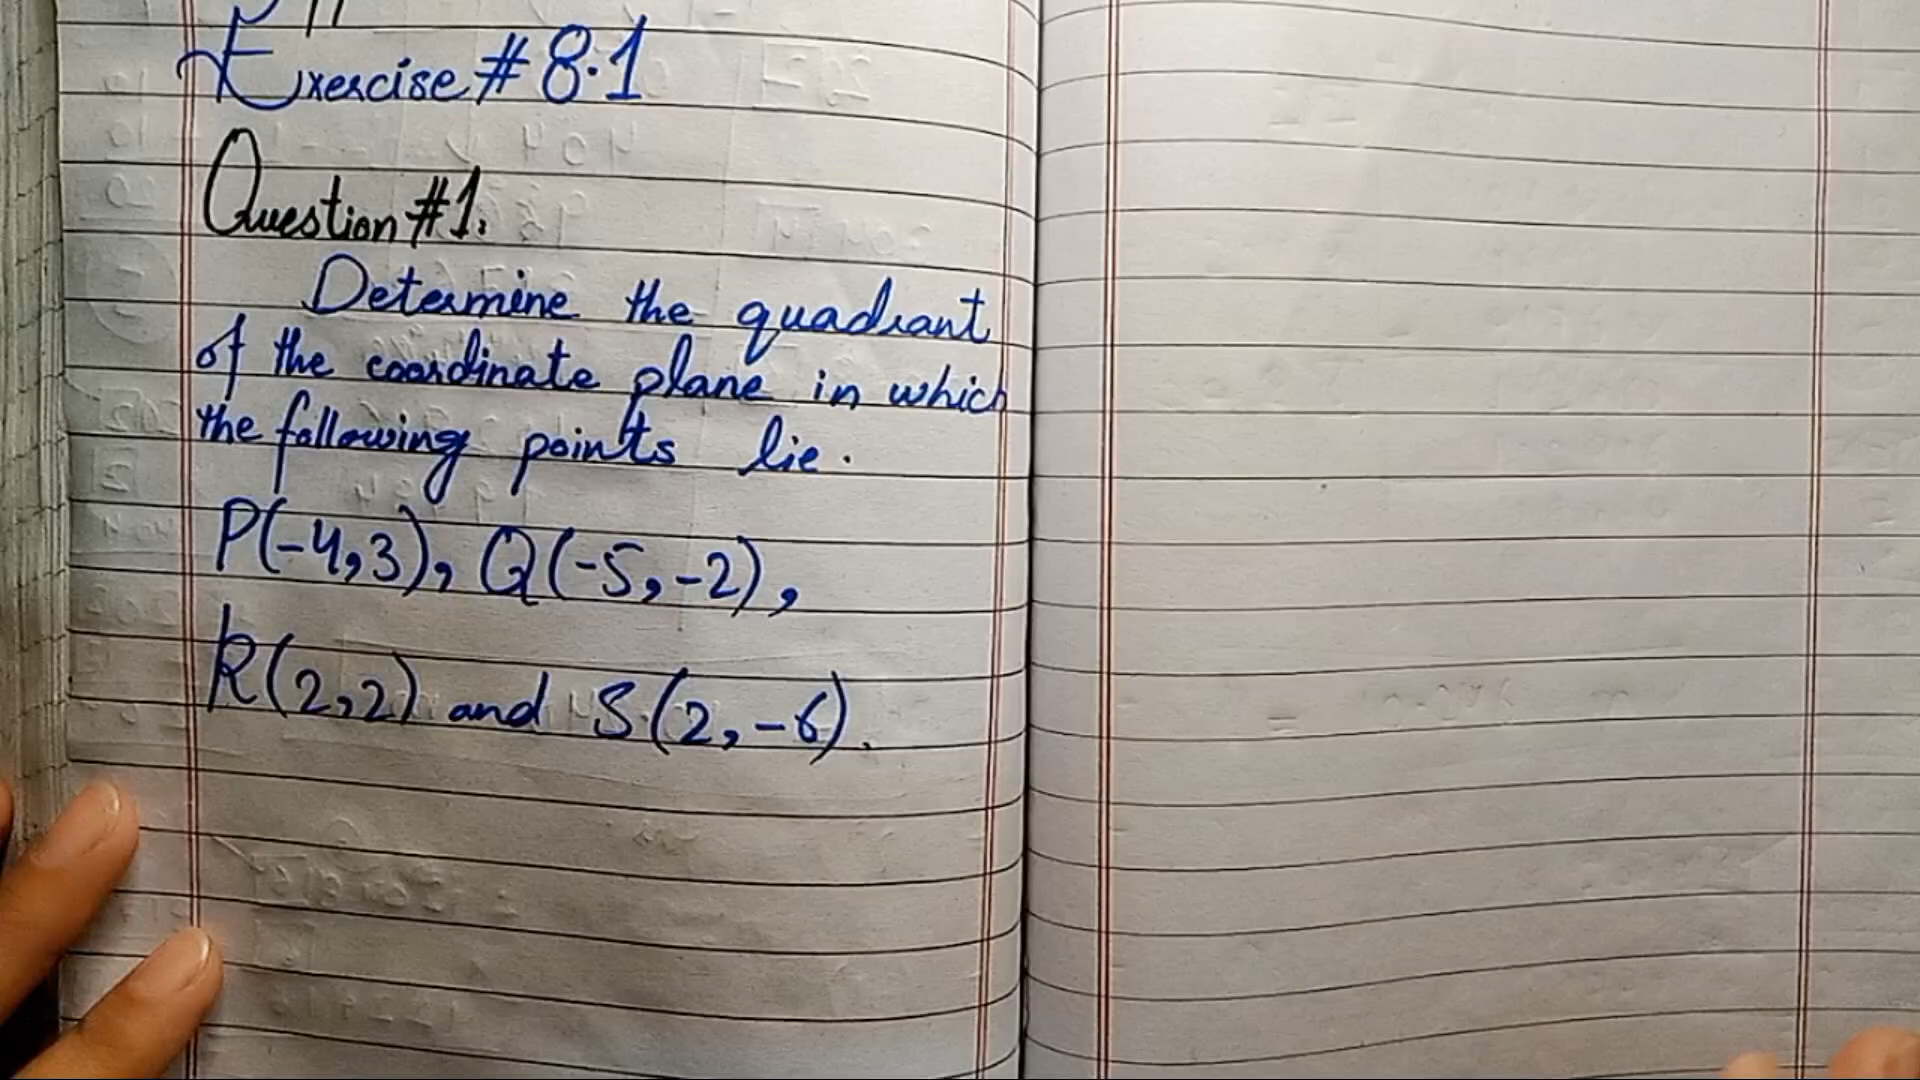 Exercise # 8.1
Question #1.
Determine the quadrant
of the coordinate plane in which
the following points lie.
P(-4,3), Q(-5,-2),
R(2,2) and S(2,-6).